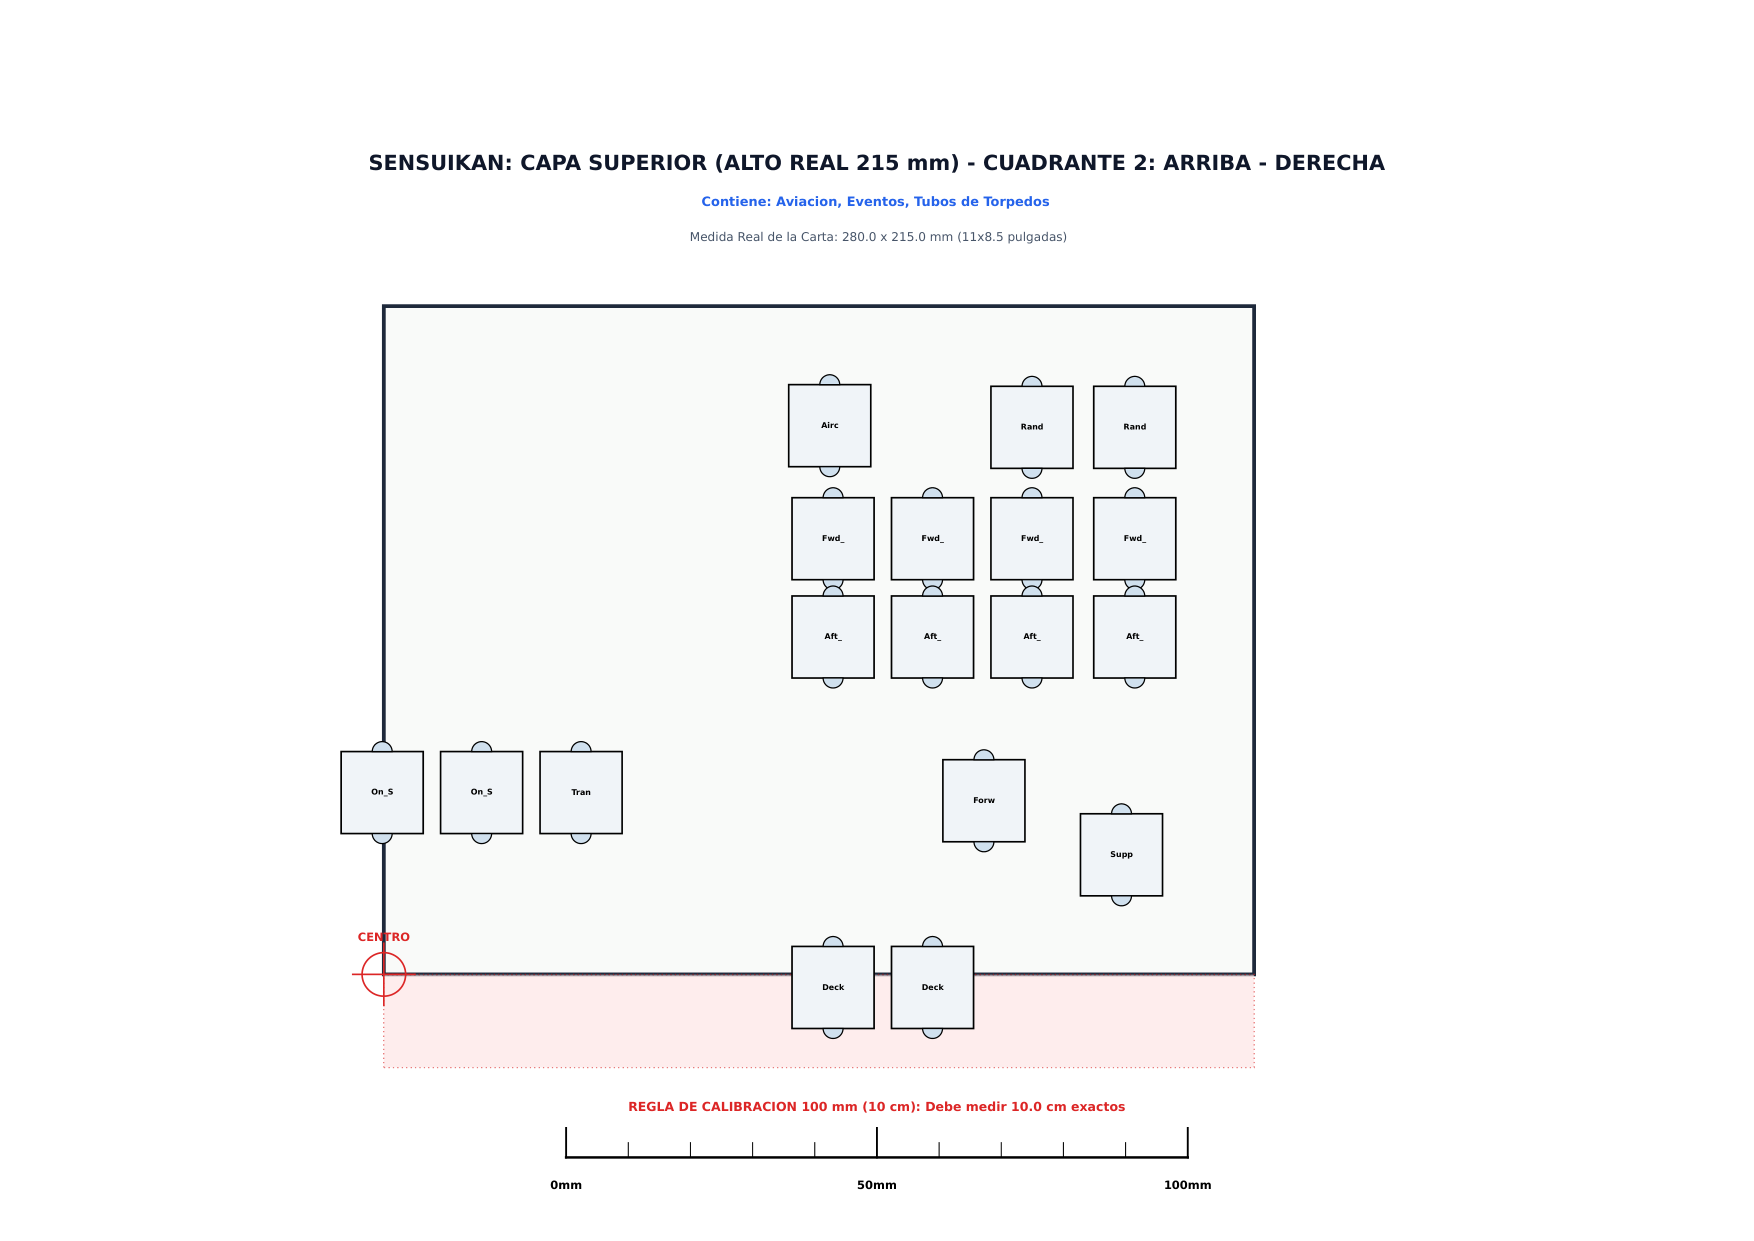 SENSUIKAN: CAPA SUPERIOR (ALTO REAL 215 mm) - CUADRANTE 2: ARRIBA - DERECHA
Contiene: Aviacion, Eventos, Tubos de Torpedos
Medida Real de la Carta: 280.0 x 215.0 mm (11x8.5 pulgadas)
Airc
Rand
Rand
Fwd_
Fwd_
Fwd_
Fwd_
Aft_
Aft_
Aft_
Aft_
On_S
On_S
Tran
Forw
Supp
CENTRO
Deck
Deck
REGLA DE CALIBRACION 100 mm (10 cm): Debe medir 10.0 cm exactos
0mm
50mm
100mm